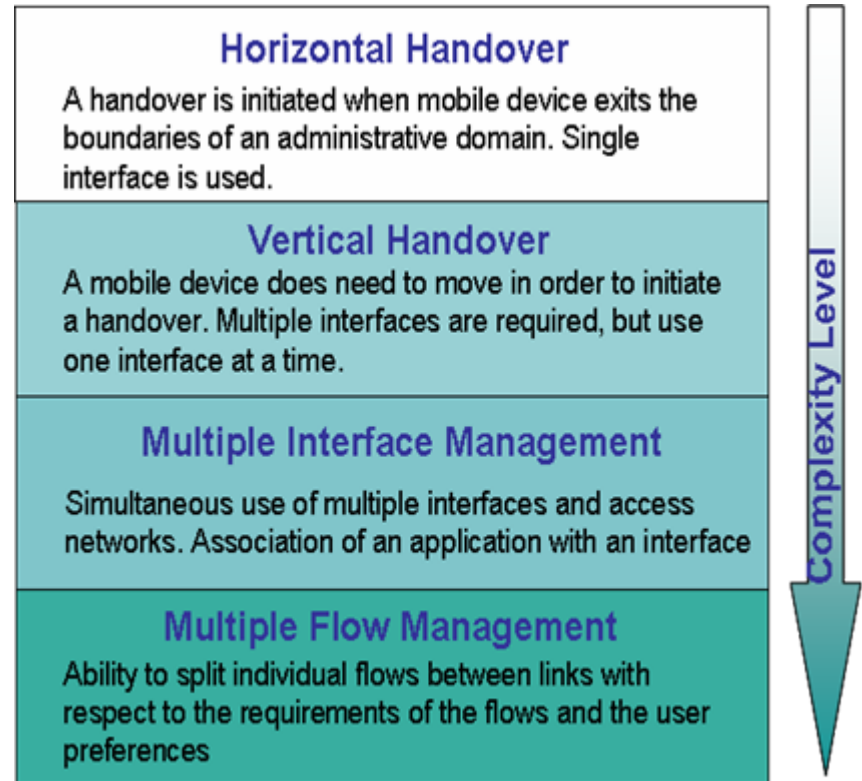 Horizontal Handover
A handover is initiated when mobile device exits the
boundaries of an administrative domain. Single
interface is used.
Vertical Handover
A mobile device does need to move in order to initiate
a handover. Multiple interfaces are required, but use
one interface at a time.
Multiple Interface Management
Simultaneous use of multiple interfaces and access
networks. Association of an application with an interface
Multiple Flow Management
Ability to split individual flows between links with
respect to the requirements of the flows and the user
preferences
Complexity Level